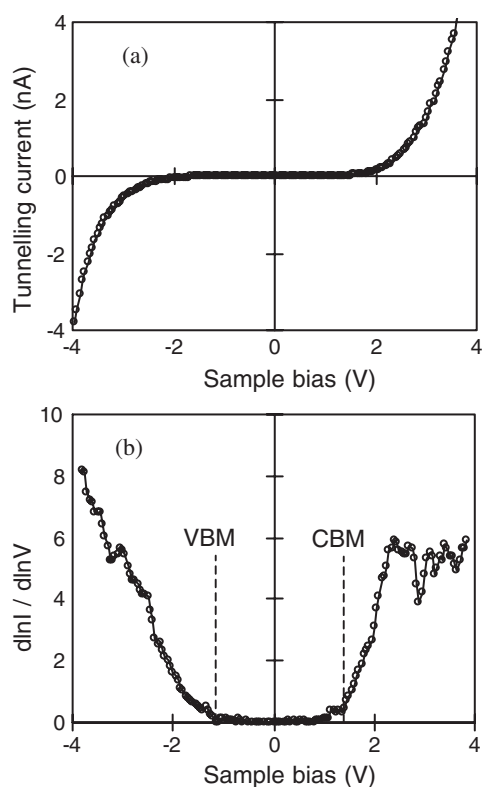 4
(a)
2
0
-2
-4
Tunnelling current (nA)
-4 -2 0 2 4
Sample bias (V)
10
(b)
8
VBM CBM
6
4
2
0
dlnI / dlnV
-4 -2 0 2 4
Sample bias (V)